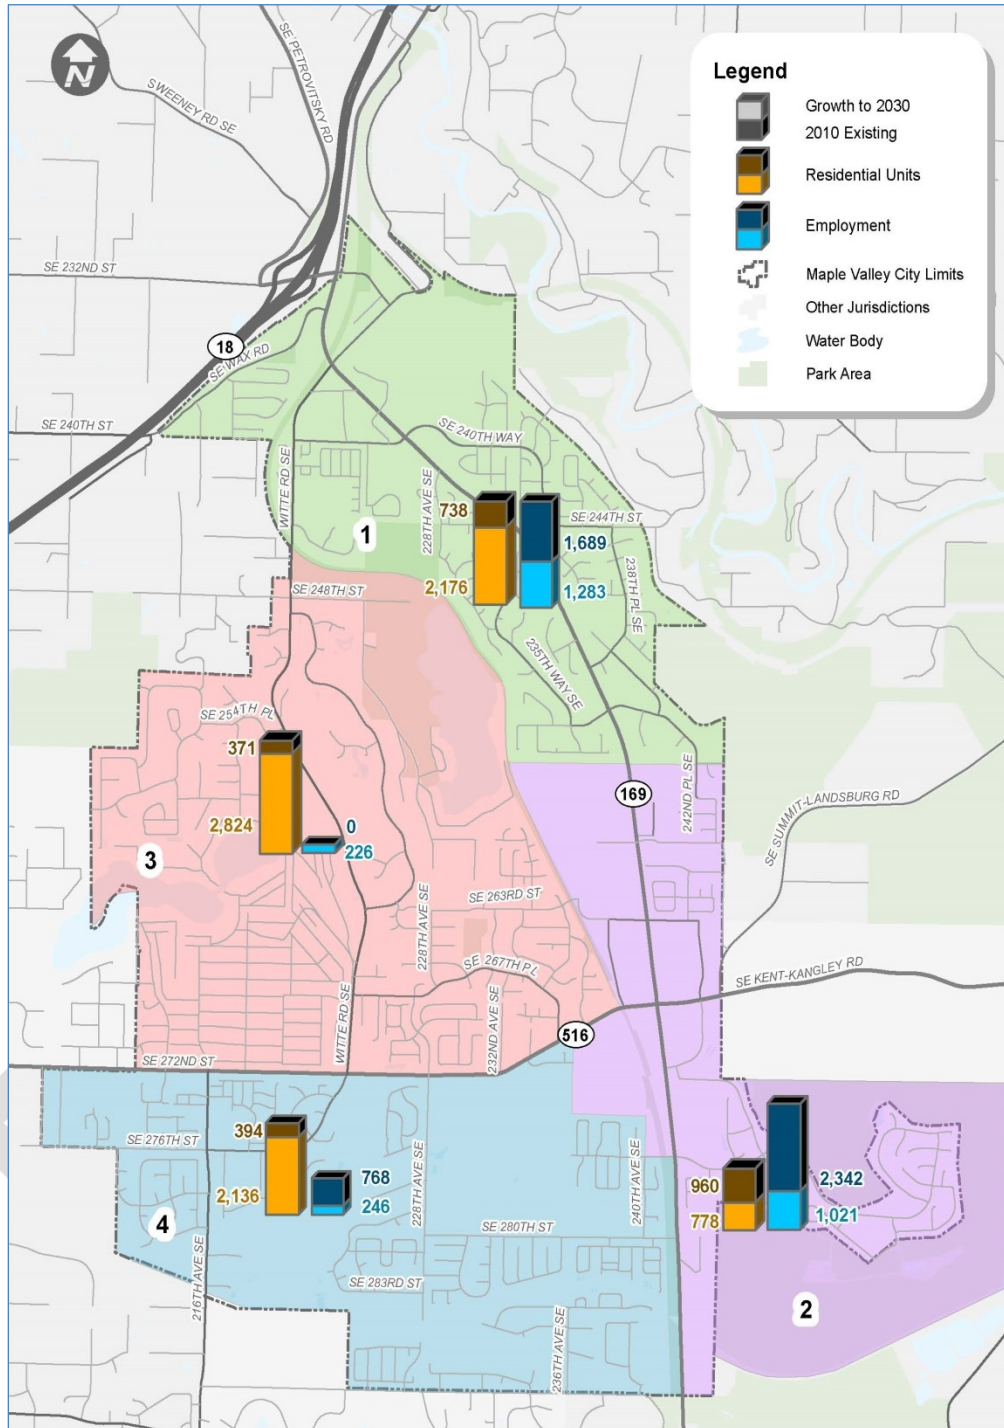 N
SE PETROVITSKY RD
SWEENEY RD SE
Legend
Growth to 2030
2010 Existing
Residential Units
Employment
Maple Valley City Limits
Other Jurisdictions
Water Body
Park Area
SE 232ND ST
18
SE WAX RD
SE 240TH ST
SE 240TH WAY
WITTE RD SE
228TH AVE SE
1
738
2,176
1,689
1,283
SE 244TH ST
238TH PL SE
SE 248TH ST
235TH WAY SE
SE 254TH PL
371
2,824
0
226
3
169
242ND PL SE
SE SUMMIT-LANDSBURG RD
SE 263RD ST
228TH AVE SE
SE 267TH PL
SE KENT-KANGLEY RD
WITTE RD SE
232ND AVE SE
516
SE 272ND ST
SE 276TH ST
394
2,136
768
246
4
216TH AVE SE
228TH AVE SE
SE 280TH ST
SE 283RD ST
240TH AVE SE
236TH AVE SE
960
778
2,342
1,021
2